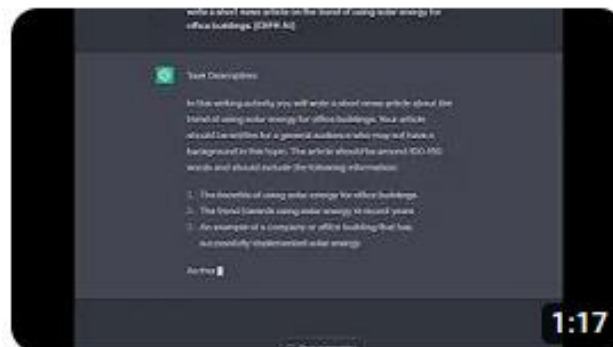 write a short news article on the trend of using solar energy for
office buildings.
Task Description:
In this writing activity, you will write a short news article about the
trend of using solar energy for office buildings. Your article
should be written for a general audience who may not have a
background in this topic. The article should be around
words and should include the following information:
1. The benefits of using solar energy for office buildings
2. The trend towards using solar energy in recent years
3. An example of a company or office building that has
successfully implemented solar energy
1:17